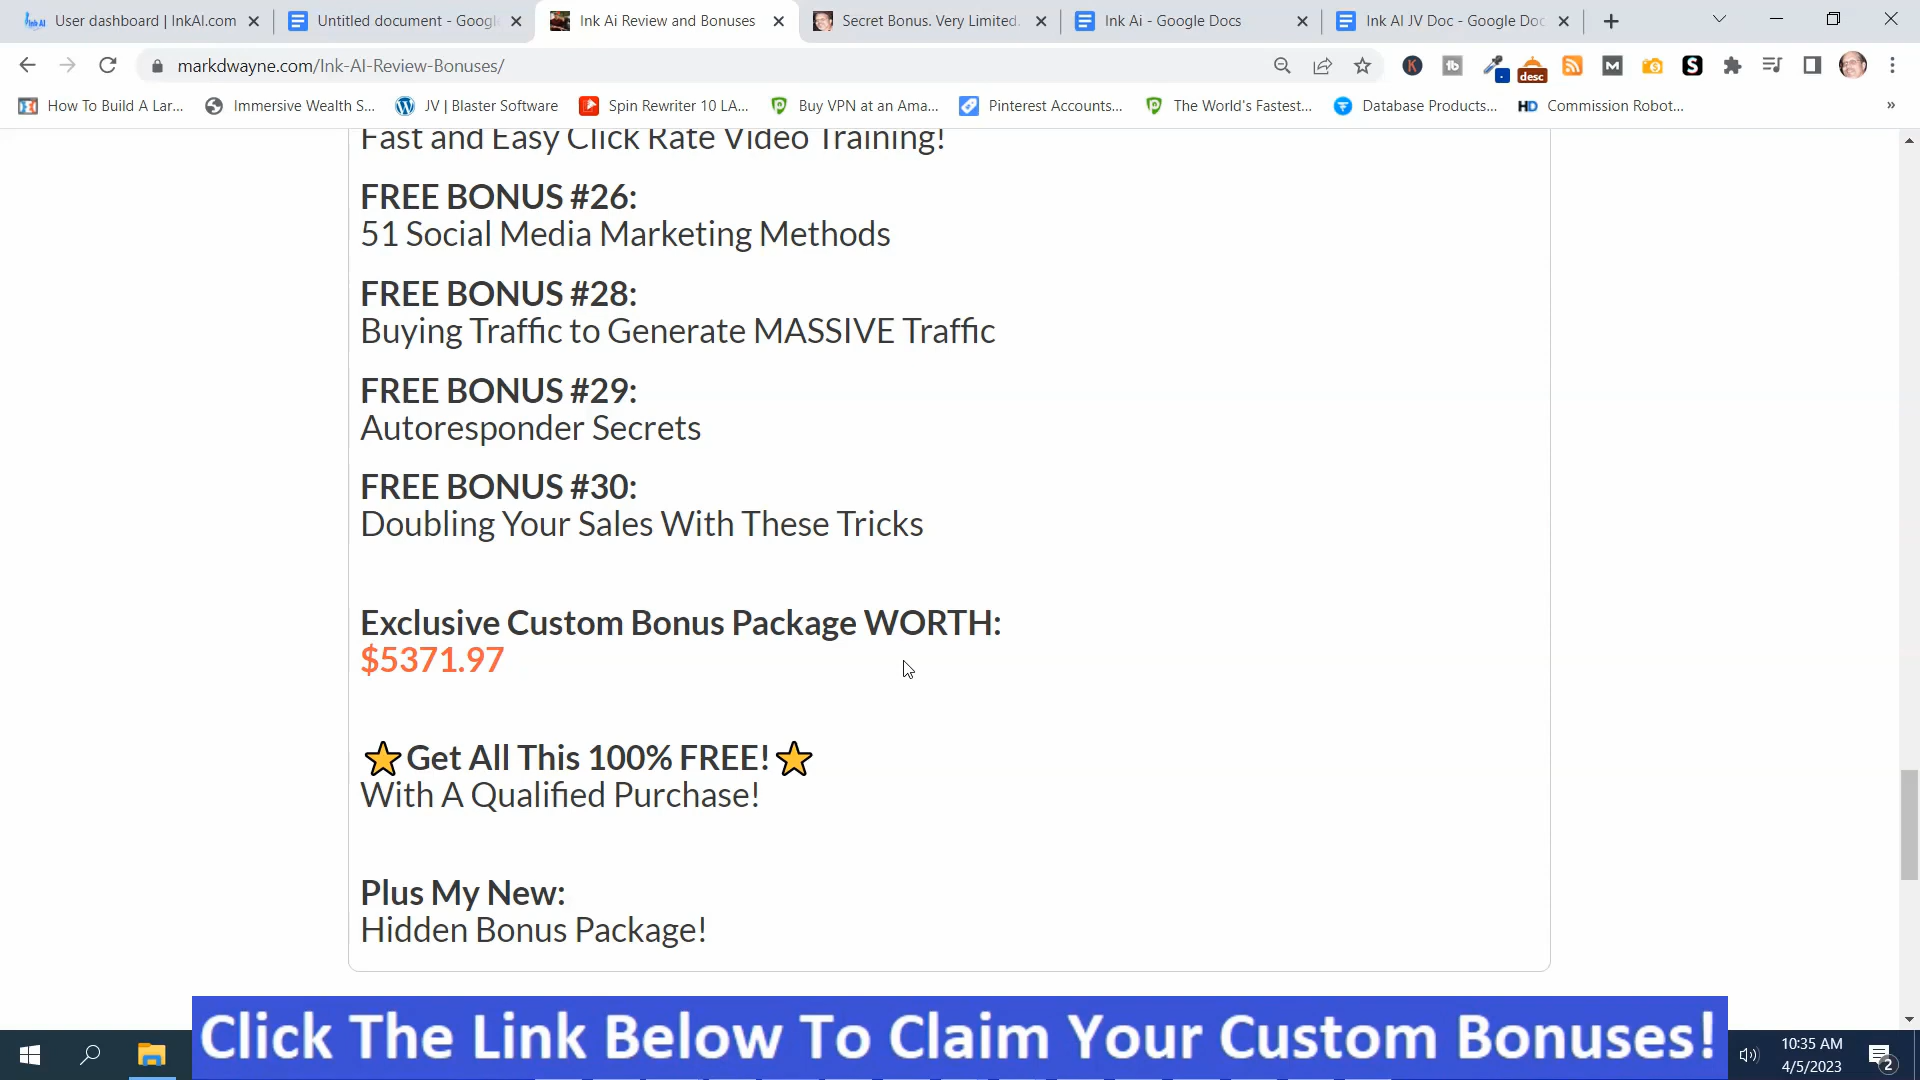 User dashboard | InkAI.com
Untitled document - Google
Ink Ai Review and Bonuses
Secret Bonus. Very Limited.
Ink Ai - Google Docs
Ink AI JV Doc - Google Doc
markdwayne.com/Ink-AI-Review-Bonuses/
desc
How To Build A Lar...
Immersive Wealth S...
JV | Blaster Software
Spin Rewriter 10 LA...
Buy VPN at an Ama...
Pinterest Accounts...
The World's Fastest...
Database Products...
HD Commission Robot...
»
Fast and Easy Click Rate Video Training!
FREE BONUS #26:
51 Social Media Marketing Methods
FREE BONUS #28:
Buying Traffic to Generate MASSIVE Traffic
FREE BONUS #29:
Autoresponder Secrets
FREE BONUS #30:
Doubling Your Sales With These Tricks
Exclusive Custom Bonus Package WORTH:
$5371.97
⭐Get All This 100% FREE!⭐
With A Qualified Purchase!
Plus My New:
Hidden Bonus Package!
Click The Link Below To Claim Your Custom Bonuses!
10:35 AM
4/5/2023
2